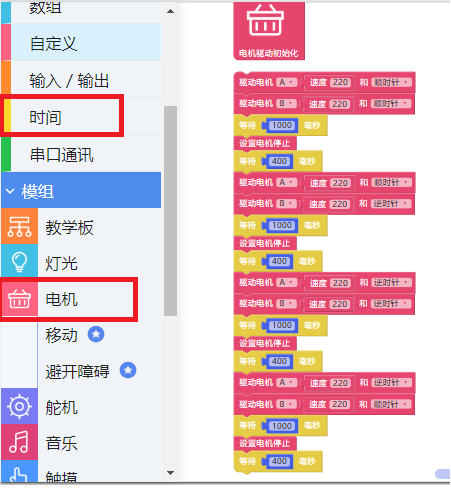 数组
自定义
输入 / 输出
时间
串口通讯
模组
教学板
灯光
电机
移动
避开障碍
舵机
音乐
触摸
电机驱动初始化
驱动电机 A 速度 220 和 顺时针
驱动电机 B 速度 220 和 顺时针
等待 1000 毫秒
设置电机停止
等待 400 毫秒
驱动电机 A 速度 220 和 顺时针
驱动电机 B 速度 220 和 逆时针
等待 1000 毫秒
设置电机停止
等待 400 毫秒
驱动电机 A 速度 220 和 逆时针
驱动电机 B 速度 220 和 逆时针
等待 1000 毫秒
设置电机停止
等待 400 毫秒
驱动电机 A 速度 220 和 逆时针
驱动电机 B 速度 220 和 顺时针
等待 1000 毫秒
设置电机停止
等待 400 毫秒